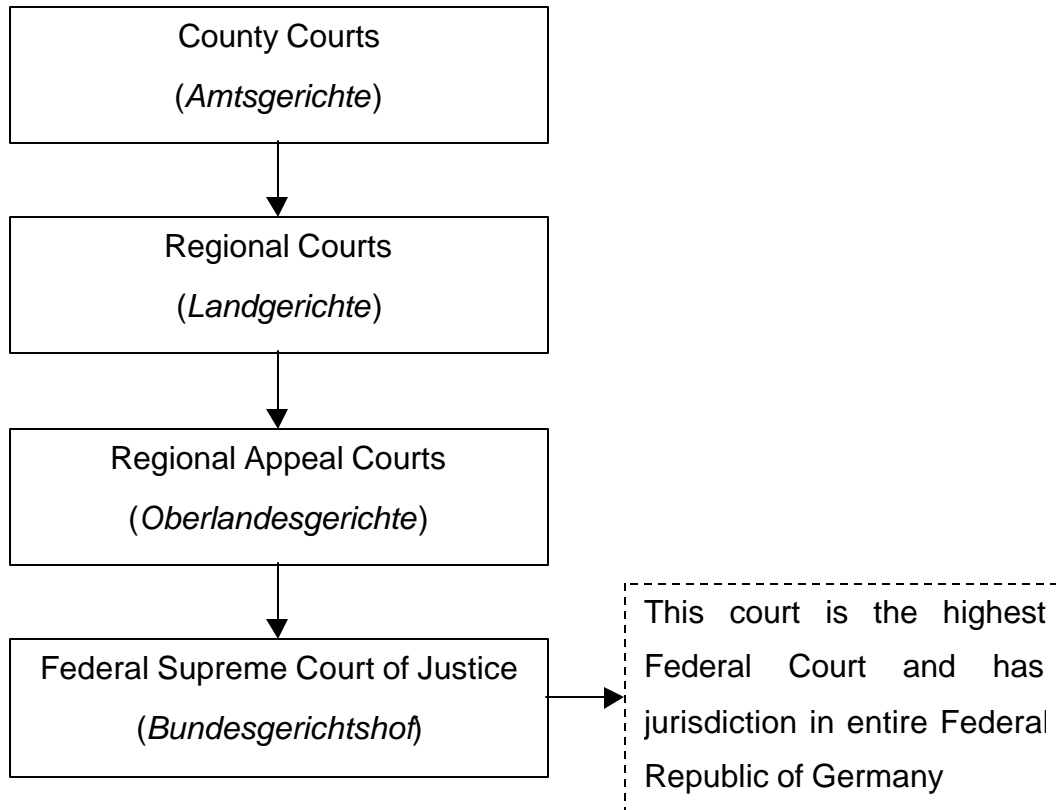 County Courts
(Amtsgerichte)
Regional Courts
(Landgerichte)
Regional Appeal Courts
(Oberlandesgerichte)
Federal Supreme Court of Justice
(Bundesgerichtshof)
This court is the highest
Federal Court and has
jurisdiction in entire Federal
Republic of Germany